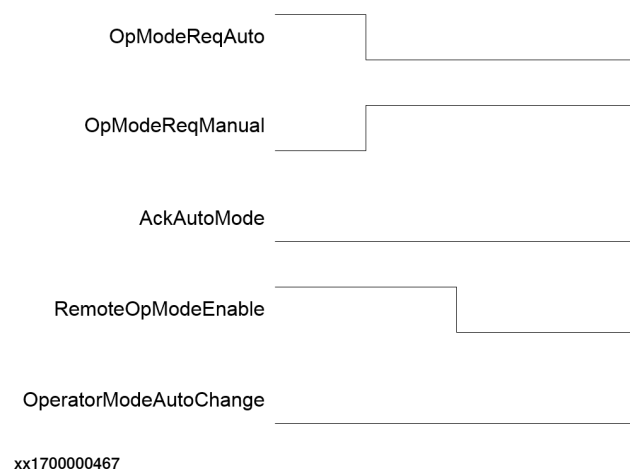 OpModeReqAuto
OpModeReqManual
AckAutoMode
RemoteOpModeEnable
OperatorModeAutoChange
xx1700000467